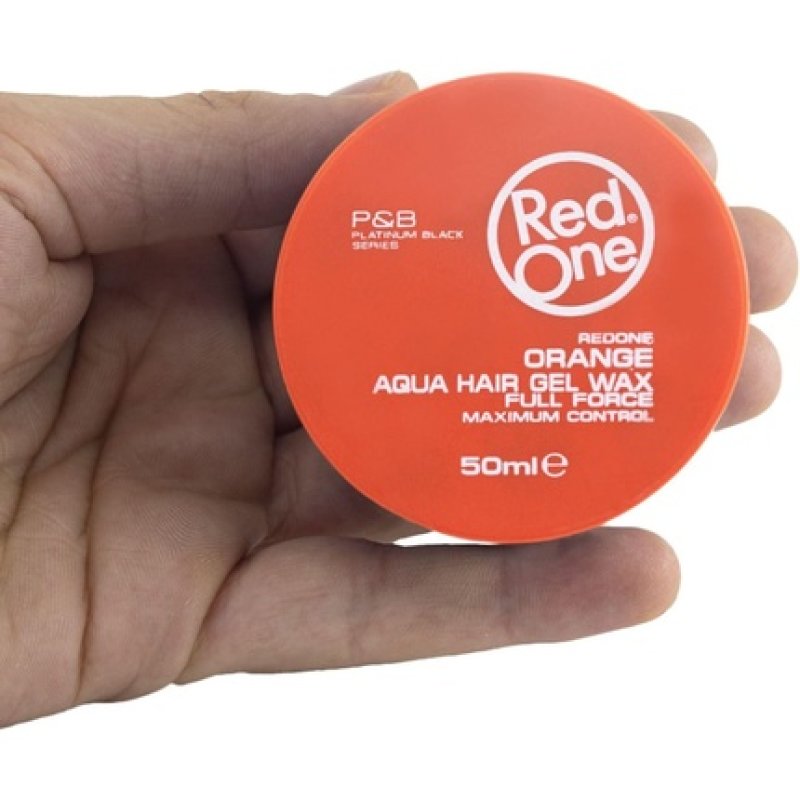 P&B
PLATINUM BLACK
SERIES
Red®
One
REDONE
ORANGE
AQUA HAIR GEL WAX
FULL FORCE
MAXIMUM CONTROL
50ml℮